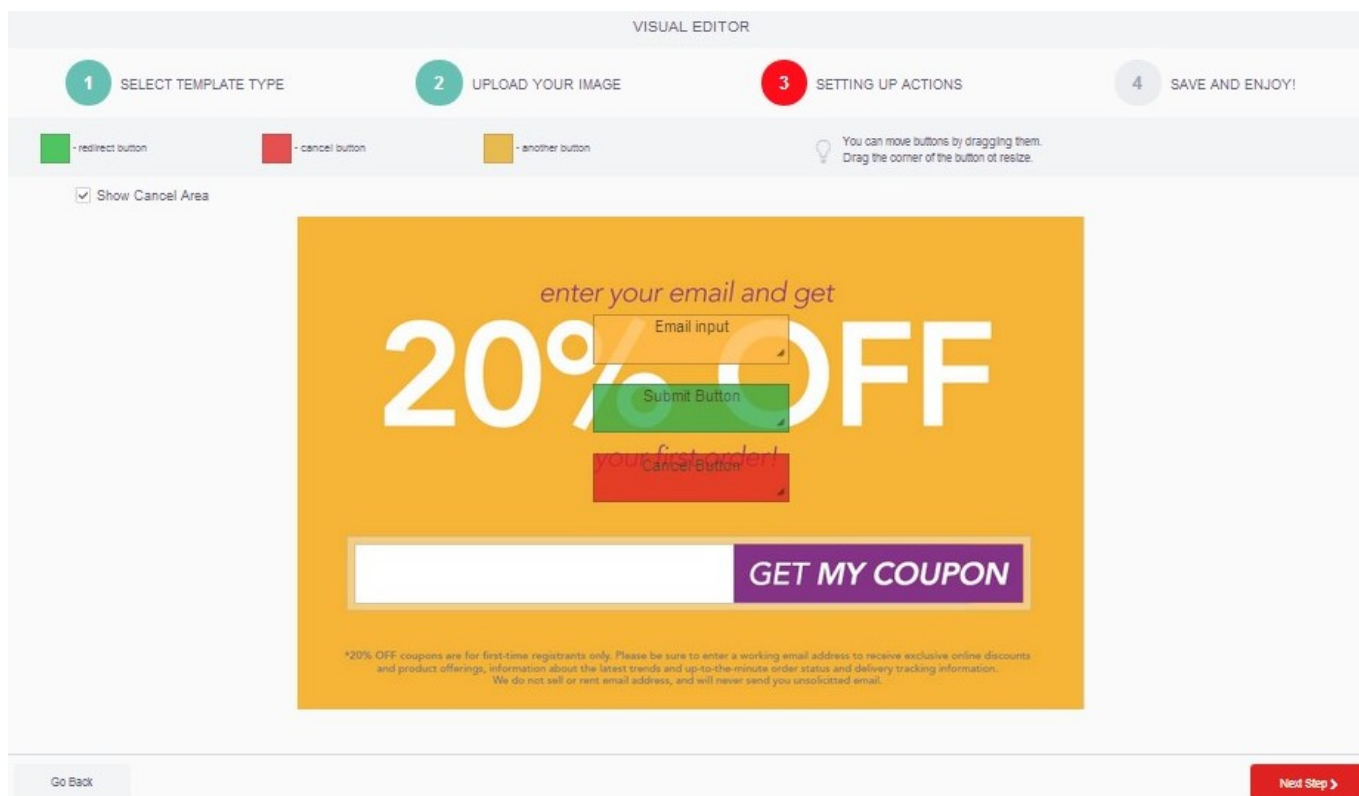 VISUAL EDITOR
1 SELECT TEMPLATE TYPE
2 UPLOAD YOUR IMAGE
3 SETTING UP ACTIONS
4 SAVE AND ENJOY!
- redirect button
- cancel button
- another button
You can move buttons by dragging them.
Drag the corner of the button ot resize.
Show Cancel Area
enter your email and get
20% OFF
Email input
Submit Button
your first order!
Cancel Button
GET MY COUPON
*20% OFF coupons are for first-time registrants only. Please be sure to enter a working email address to receive exclusive online discounts
and product offerings, information about the latest trends and up-to-the-minute order status and delivery tracking information.
We do not sell or rent email address, and will never send you unsolicitted email.
Go Back
Next Step